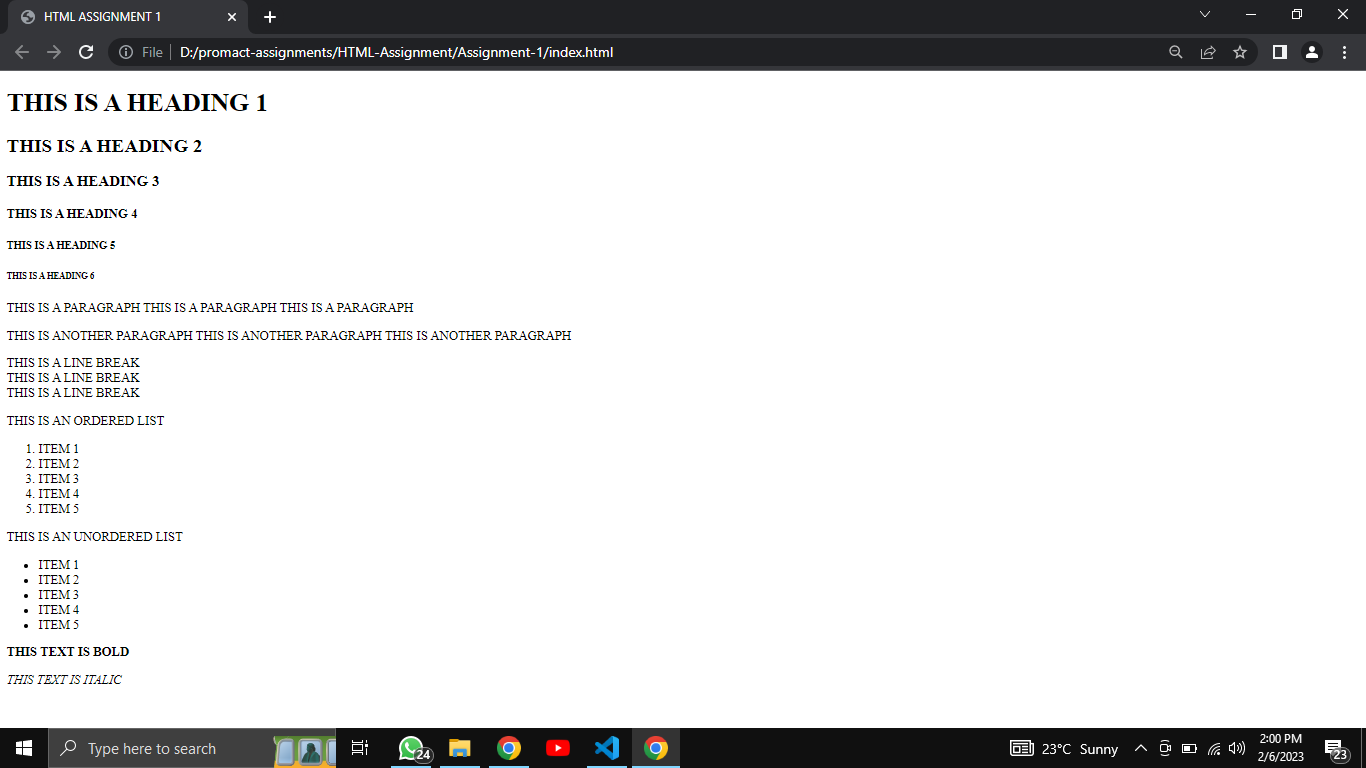 HTML ASSIGNMENT 1
File
D:/promact-assignments/HTML-Assignment/Assignment-1/index.html
THIS IS A HEADING 1
THIS IS A HEADING 2
THIS IS A HEADING 3
THIS IS A HEADING 4
THIS IS A HEADING 5
THIS IS A HEADING 6
THIS IS A PARAGRAPH THIS IS A PARAGRAPH THIS IS A PARAGRAPH
THIS IS ANOTHER PARAGRAPH THIS IS ANOTHER PARAGRAPH THIS IS ANOTHER PARAGRAPH
THIS IS A LINE BREAK
THIS IS A LINE BREAK
THIS IS A LINE BREAK
THIS IS AN ORDERED LIST
1. ITEM 1
2. ITEM 2
3. ITEM 3
4. ITEM 4
5. ITEM 5
THIS IS AN UNORDERED LIST
• ITEM 1
• ITEM 2
• ITEM 3
• ITEM 4
• ITEM 5
THIS TEXT IS BOLD
THIS TEXT IS ITALIC
Type here to search
24
23°C Sunny
2:00 PM
2/6/2023
23